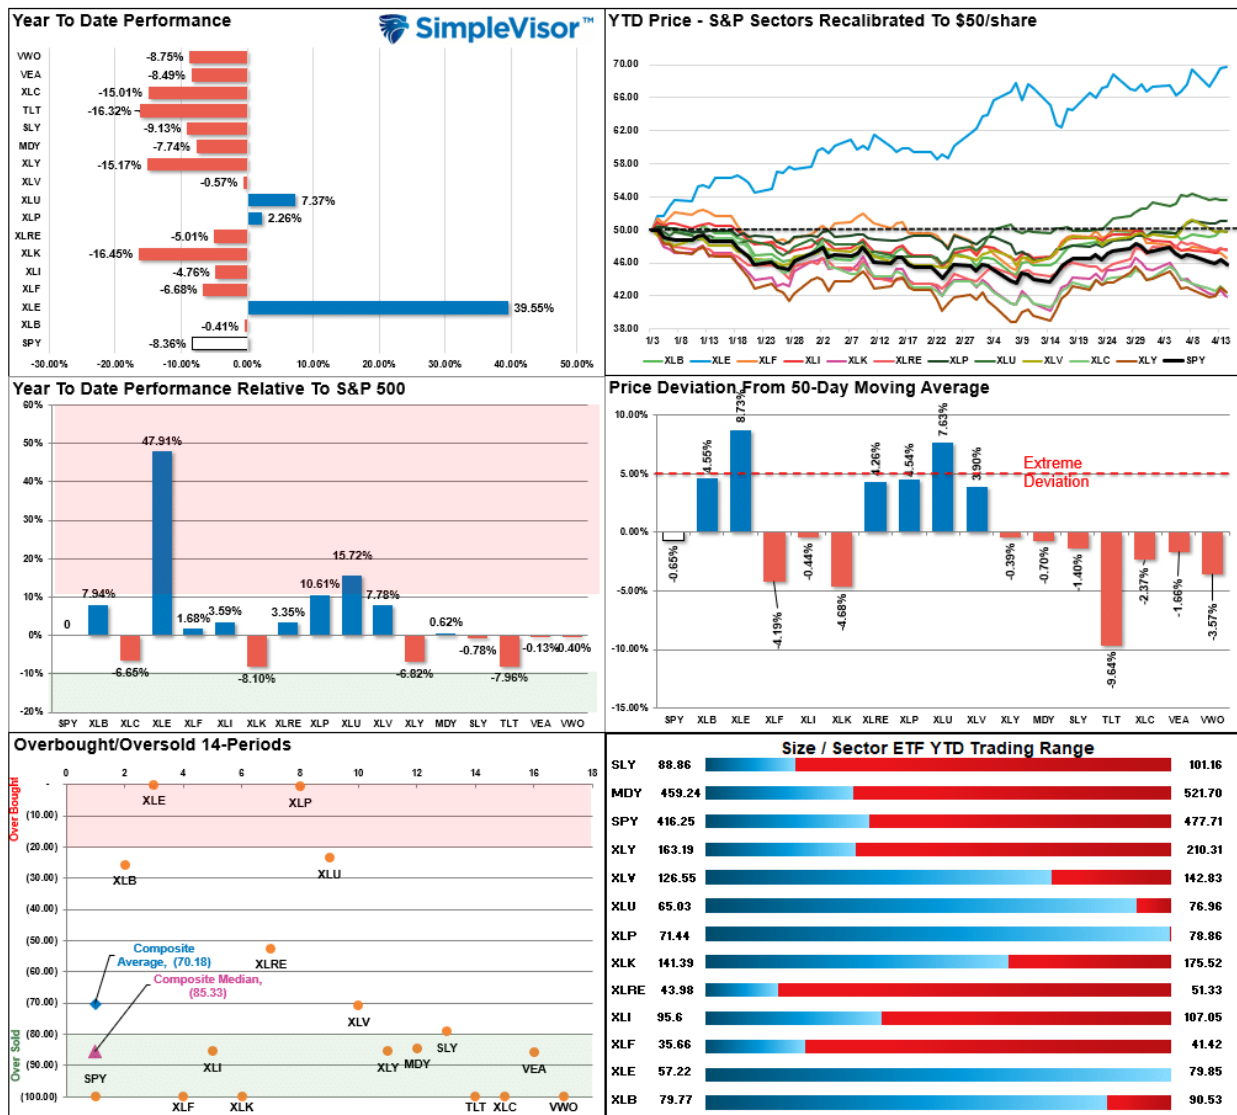 Year To Date Performance
SimpleVisor™
VWO -8.75%
VEA -8.49%
XLC -15.01%
TLT -16.32%
SLY -9.13%
MDY -7.74%
XLY -15.17%
XLV -0.57%
XLU 7.37%
XLP 2.26%
XLRE -5.01%
XLK -16.45%
XLI -4.76%
XLF -6.68%
XLE 39.55%
XLB -0.41%
SPY -8.36%
-30.00% -20.00% -10.00% 0.00% 10.00% 20.00% 30.00% 40.00% 50.00%
YTD Price - S&P Sectors Recalibrated To $50/share
70.00
66.00
62.00
58.00
54.00
50.00
46.00
42.00
38.00
1/3 1/8 1/13 1/18 1/23 1/28 2/2 2/7 2/12 2/17 2/22 2/27 3/4 3/9 3/14 3/19 3/24 3/29 4/3 4/8 4/13
XLB XLE XLF XLI XLK XLRE XLP XLU XLV XLC XLY SPY
Year To Date Performance Relative To S&P 500
60%
50%
40%
30%
20%
10%
0%
-10%
-20%
0 7.94% -6.65% 47.91% 1.68% 3.59% -8.10% 3.35% 10.61% 15.72% 7.78% -6.82% 0.62% -0.78% -7.96% -0.13% -0.40%
SPY XLB XLC XLE XLF XLI XLK XLRE XLP XLU XLV XLY MDY SLY TLT VEA VWO
Price Deviation From 50-Day Moving Average
10.00%
5.00%
0.00%
-5.00%
-10.00%
-15.00%
Extreme
Deviation
-0.65% 4.55% 8.73% -4.19% -0.44% -4.68% 4.26% 4.54% 7.63% 3.90% -0.39% -0.70% -1.40% -9.64% -2.37% -1.66% -3.57%
SPY XLB XLE XLF XLI XLK XLRE XLP XLU XLV XLY MDY SLY TLT XLC VEA VWO
Overbought/Oversold 14-Periods
0 2 4 6 8 10 12 14 16 18
Over Bought
Over Sold
-
(10.00)
(20.00)
(30.00)
(40.00)
(50.00)
(60.00)
(70.00)
(80.00)
(90.00)
(100.00)
XLE XLP
XLB XLU
XLRE
Composite
Average, (70.18)
Composite Median,
(85.33)
XLV
SLY
SPY XLI XLY MDY VEA
XLF XLK TLT XLC VWO
Size / Sector ETF YTD Trading Range
SLY 88.86 101.16
MDY 459.24 521.70
SPY 416.25 477.71
XLY 163.19 210.31
XLV 126.55 142.83
XLU 65.03 76.96
XLP 71.44 78.86
XLK 141.39 175.52
XLRE 43.98 51.33
XLI 95.6 107.05
XLF 35.66 41.42
XLE 57.22 79.85
XLB 79.77 90.53